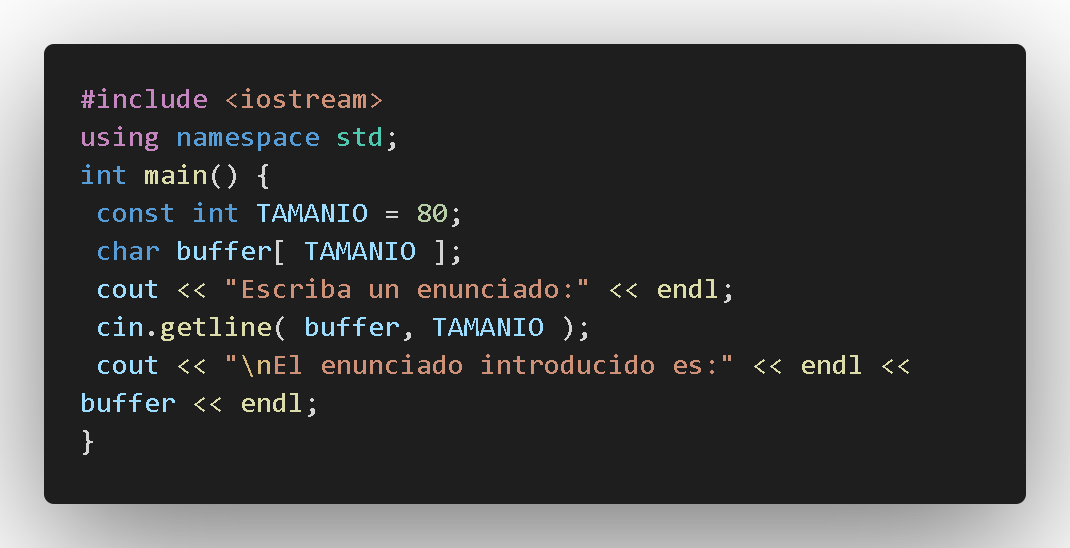 #include <iostream>
using namespace std;
int main() {
 const int TAMANIO = 80;
 char buffer[ TAMANIO ];
 cout << "Escriba un enunciado:" << endl;
 cin.getline( buffer, TAMANIO );
 cout << "\nEl enunciado introducido es:" << endl <<
buffer << endl;
}